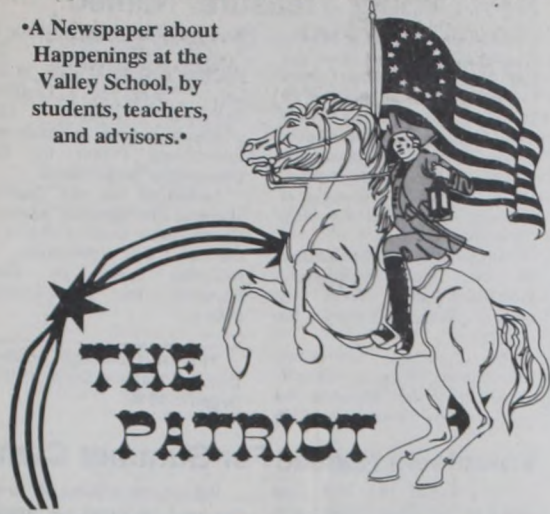 •A Newspaper about
Happenings at the
Valley School, by
students, teachers,
and advisors.•
THE
PATRIOT